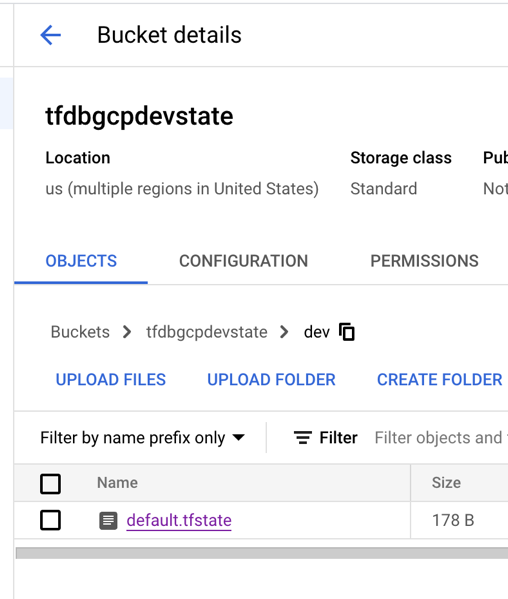 Bucket details
tfdbgcpdevstate
Location Storage class
us (multiple regions in United States) Standard
OBJECTS CONFIGURATION PERMISSIONS
Buckets > tfdbgcpdevstate > dev
UPLOAD FILES UPLOAD FOLDER CREATE FOLDER
Filter by name prefix only Filter Filter objects and
Name Size
default.tfstate 178 B